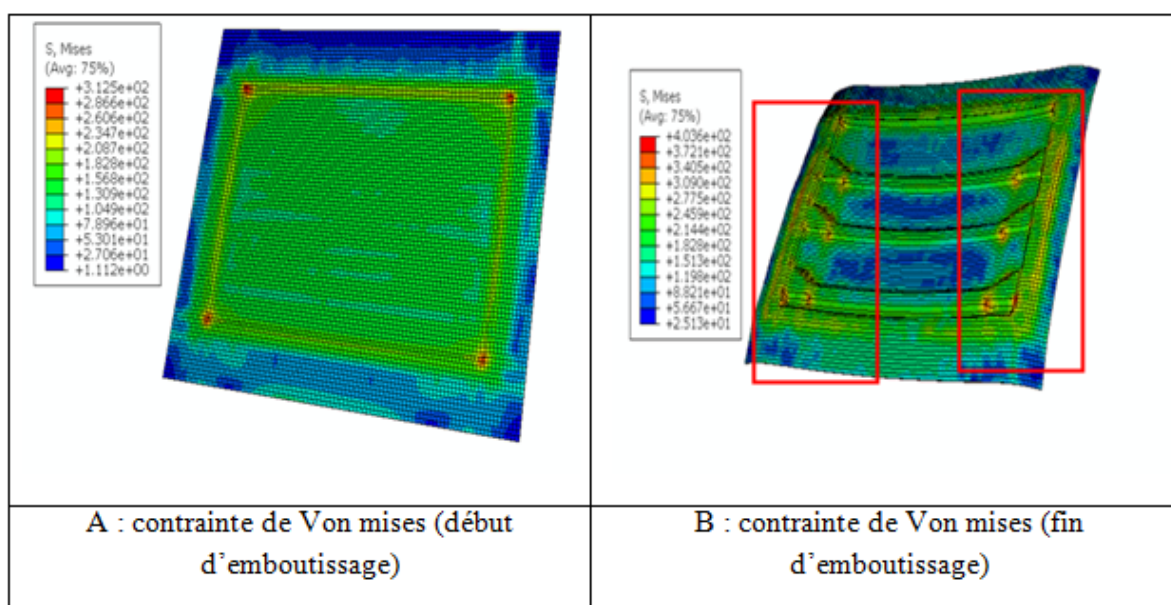 S, Mises
(Avg: 75%)
+3.125e+02
+2.866e+02
+2.606e+02
+2.347e+02
+2.087e+02
+1.828e+02
+1.568e+02
+1.309e+02
+1.049e+02
+7.896e+01
+5.301e+01
+2.706e+01
+1.112e+00
S, Mises
(Avg: 75%)
+4.036e+02
+3.721e+02
+3.405e+02
+3.090e+02
+2.775e+02
+2.459e+02
+2.144e+02
+1.828e+02
+1.513e+02
+1.198e+02
+8.821e+01
+5.667e+01
+2.513e+01
A : contrainte de Von mises (début
d’emboutissage)
B : contrainte de Von mises (fin
d’emboutissage)